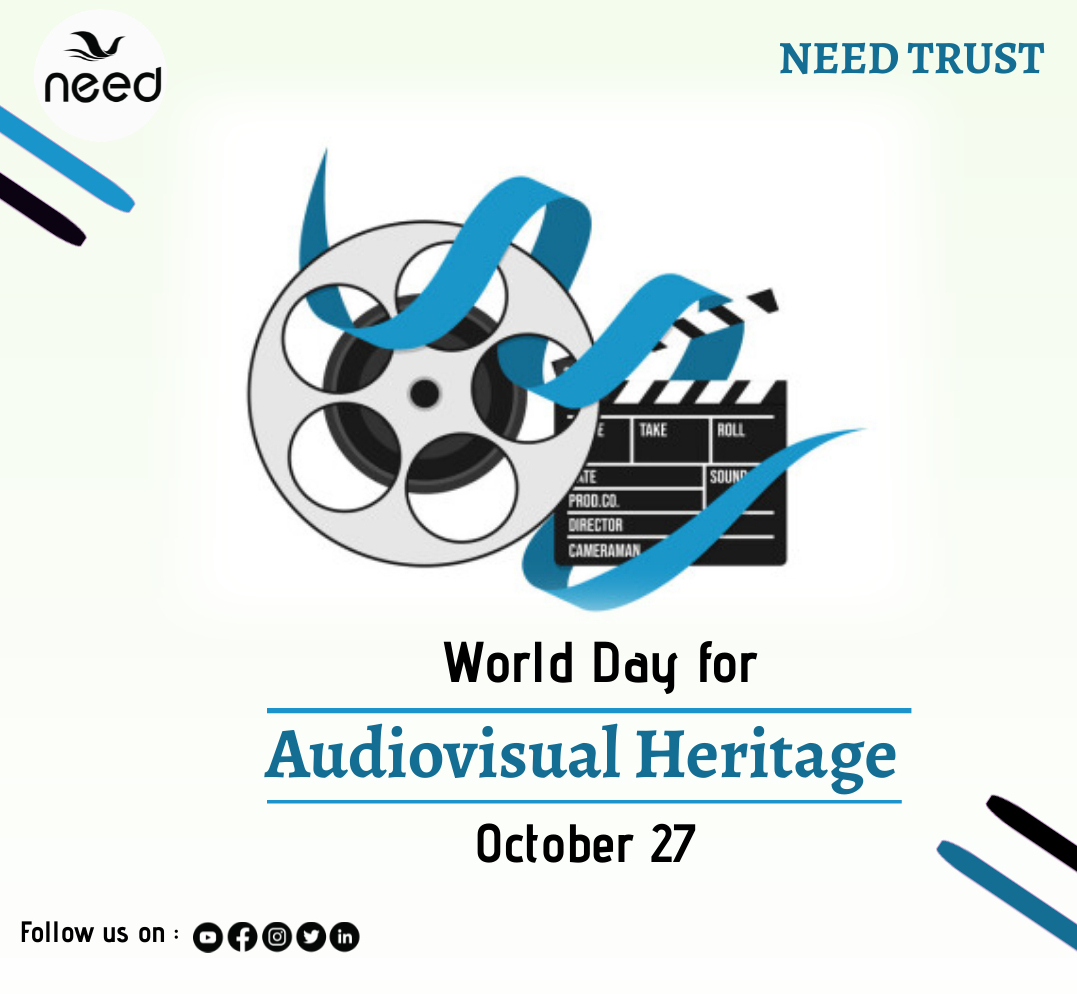 need
NEED TRUST
TAKE
ROLL
SOUND
PROD.CO.
DIRECTOR
CAMERAMAN
World Day for
Audiovisual Heritage
October 27
Follow us on :